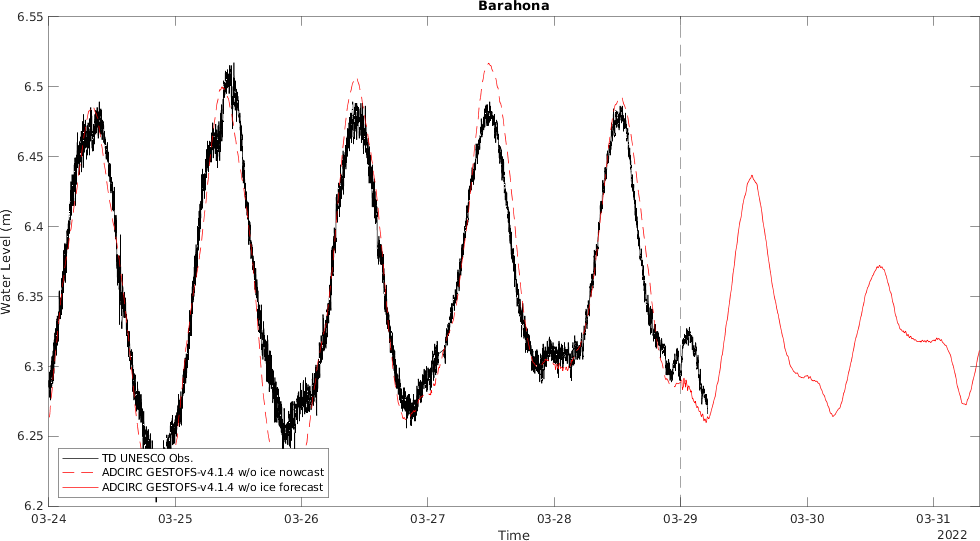 Barahona
6.55
6.5
6.45
6.4
6.35
6.3
6.25
6.2
Water Level (m)
TD UNESCO Obs.
ADCIRC GESTOFS-v4.1.4 w/o ice nowcast
ADCIRC GESTOFS-v4.1.4 w/o ice forecast
03-24 03-25 03-26 03-27 03-28 03-29 03-30 03-31
Time
2022